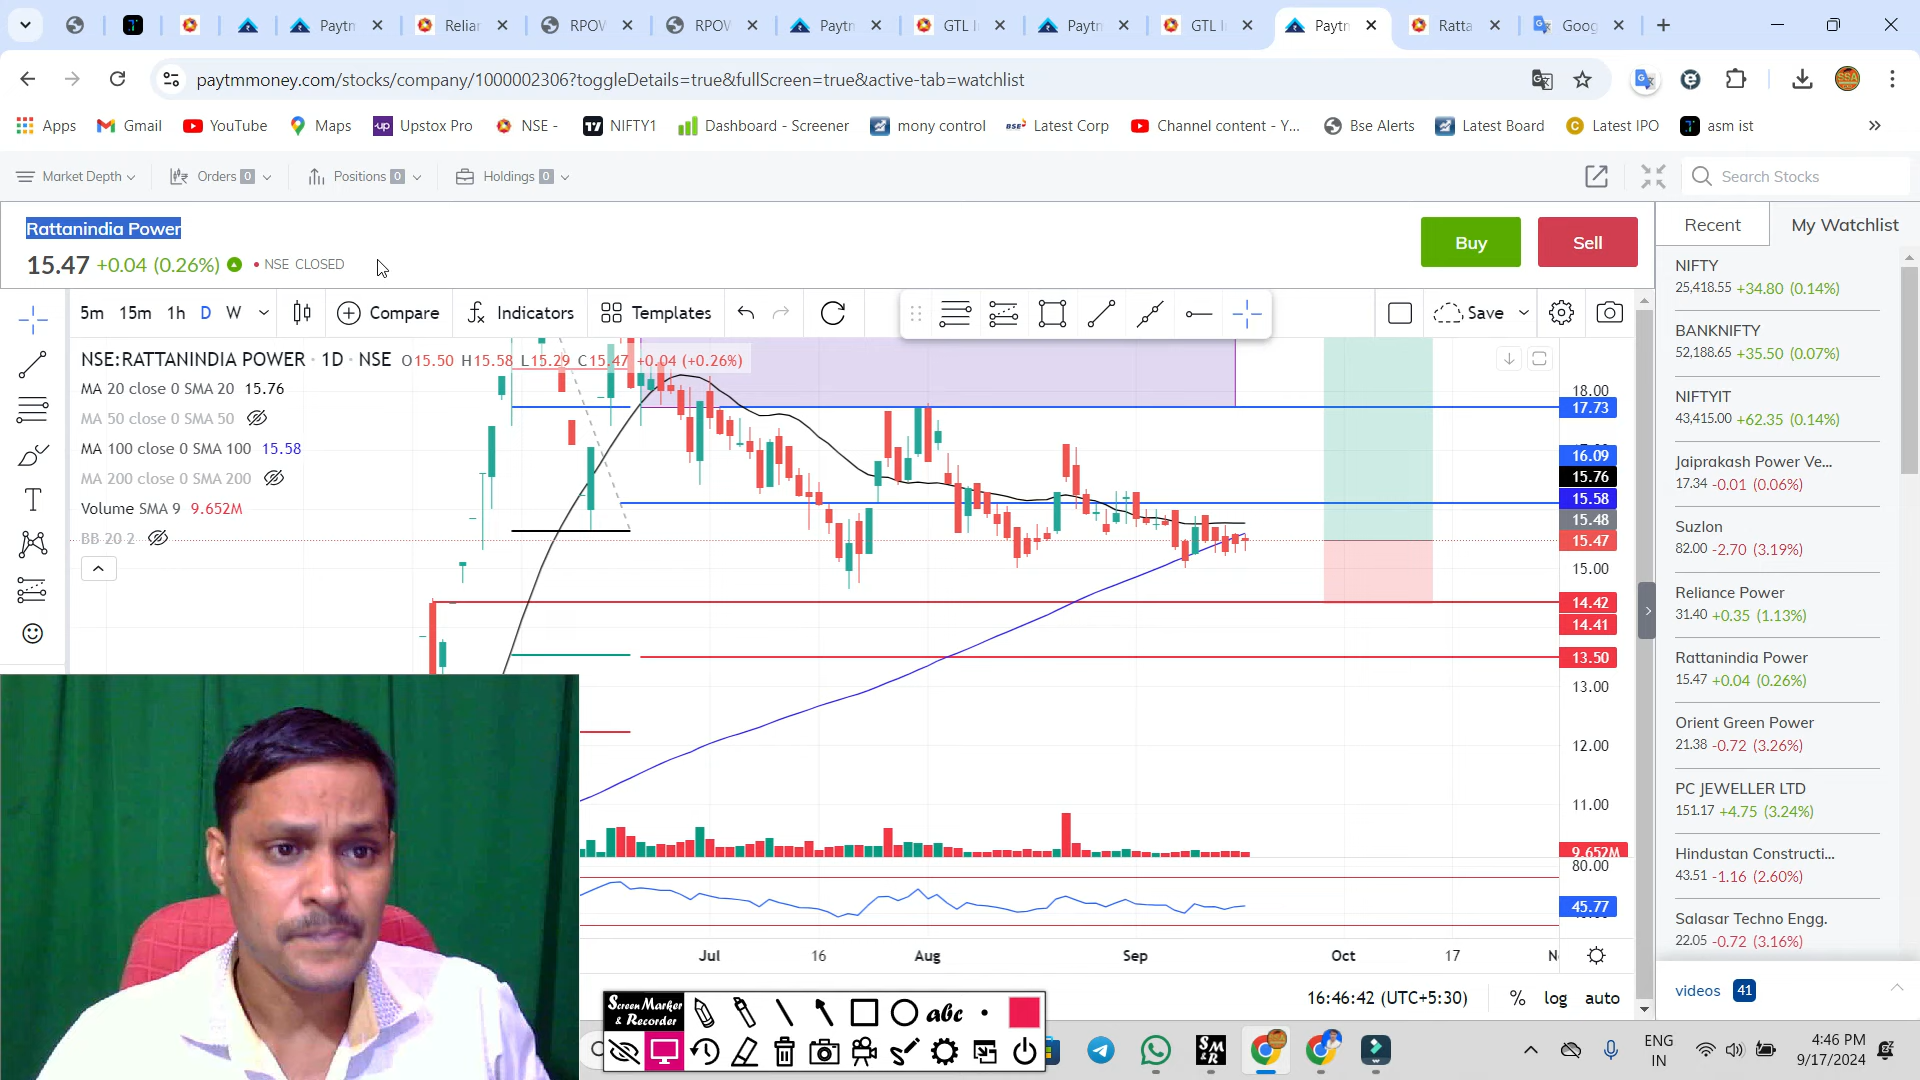 Paytm
Reliar
RPOV
RPOV
Paytm
GTL I
Paytm
GTL I
Paytm
Ratta
Goog
paytmmoney.com/stocks/company/1000002306?toggleDetails=true&fullScreen=true&active-tab=watchlist
Apps
Gmail
YouTube
Maps
up Upstox Pro
NSE -
NIFTY1
Dashboard - Screener
mony control
BSE Latest Corp
Channel content - Y...
Bse Alerts
Latest Board
Latest IPO
asm ist
Market Depth
Orders 0
Positions 0
Holdings 0
Search Stocks
Rattanindia Power
15.47 +0.04 (0.26%) • NSE CLOSED
Buy
Sell
Recent
My Watchlist
5m 15m 1h D W
Compare
Indicators
Templates
Save
NSE:RATTANINDIA POWER · 1D · NSE O15.50 H15.58 L15.29 C15.47 +0.04 (+0.26%)
MA 20 close 0 SMA 20 15.76
MA 50 close 0 SMA 50
MA 100 close 0 SMA 100 15.58
MA 200 close 0 SMA 200
Volume SMA 9 9.652M
BB 20 2
18.00
17.73
16.09
15.76
15.58
15.48
15.47
15.00
14.42
14.41
13.50
13.00
12.00
11.00
9.652M
80.00
45.77
Jul
16
Aug
Sep
Oct
17
16:46:42 (UTC+5:30)
%
log
auto
NIFTY
25,418.55 +34.80 (0.14%)
BANKNIFTY
52,188.65 +35.50 (0.07%)
NIFTYIT
43,415.00 +62.35 (0.14%)
Jaiprakash Power Ve...
17.34 -0.01 (0.06%)
Suzlon
82.00 -2.70 (3.19%)
Reliance Power
31.40 +0.35 (1.13%)
Rattanindia Power
15.47 +0.04 (0.26%)
Orient Green Power
21.38 -0.72 (3.26%)
PC JEWELLER LTD
151.17 +4.75 (3.24%)
Hindustan Constructi...
43.51 -1.16 (2.60%)
Salasar Techno Engg.
22.05 -0.72 (3.16%)
videos 41
Screen Marker
& Recorder
abc
SM
&R
ENG
IN
4:46 PM
9/17/2024